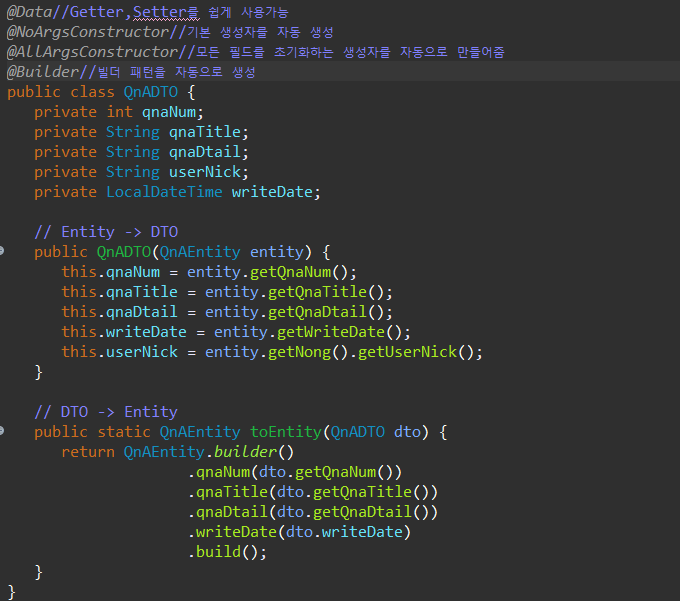 @Data//Getter,Setter를 쉽게 사용가능
@NoArgsConstructor//기본 생성자를 자동 생성
@AllArgsConstructor//모든 필드를 초기화하는 생성자를 자동으로 만들어줌
@Builder//빌더 패턴을 자동으로 생성
public class QnADTO {
    private int qnaNum;
    private String qnaTitle;
    private String qnaDtail;
    private String userNick;
    private LocalDateTime writeDate;

    // Entity -> DTO
    public QnADTO(QnAEntity entity) {
        this.qnaNum = entity.getQnaNum();
        this.qnaTitle = entity.getQnaTitle();
        this.qnaDtail = entity.getQnaDtail();
        this.writeDate = entity.getWriteDate();
        this.userNick = entity.getNong().getUserNick();
    }

    // DTO -> Entity
    public static QnAEntity toEntity(QnADTO dto) {
        return QnAEntity.builder()
                .qnaNum(dto.getQnaNum())
                .qnaTitle(dto.getQnaTitle())
                .qnaDtail(dto.getQnaDtail())
                .writeDate(dto.writeDate)
                .build();
    }
}